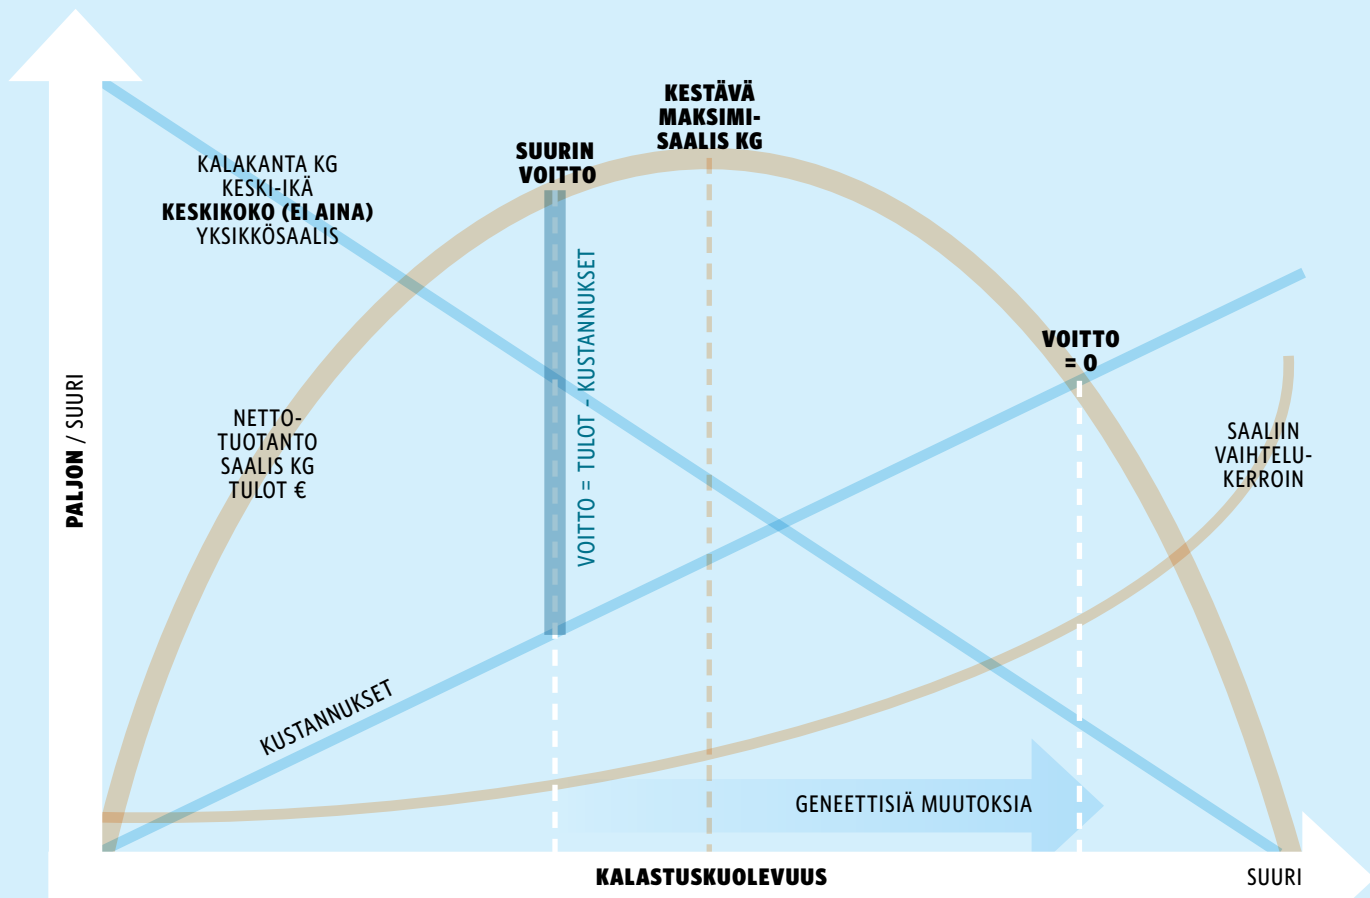 KESTÄVÄ
MAKSIMI-
SAALIS KG
SUURIN
VOITTO
KALAKANTA KG
KESKI-IKÄ
KESKIKOKO (EI AINA)
YKSIKKÖSAALIS
VOITTO = TULOT - KUSTANNUKSET
VOITTO
= 0
PALJON / SUURI
NETTO-
TUOTANTO
SAALIS KG
TULOT €
SAALIIN
VAIHTELU-
KERROIN
KUSTANNUKSET
GENEETTISIÄ MUUTOKSIA
KALASTUSKUOLEVUUS
SUURI